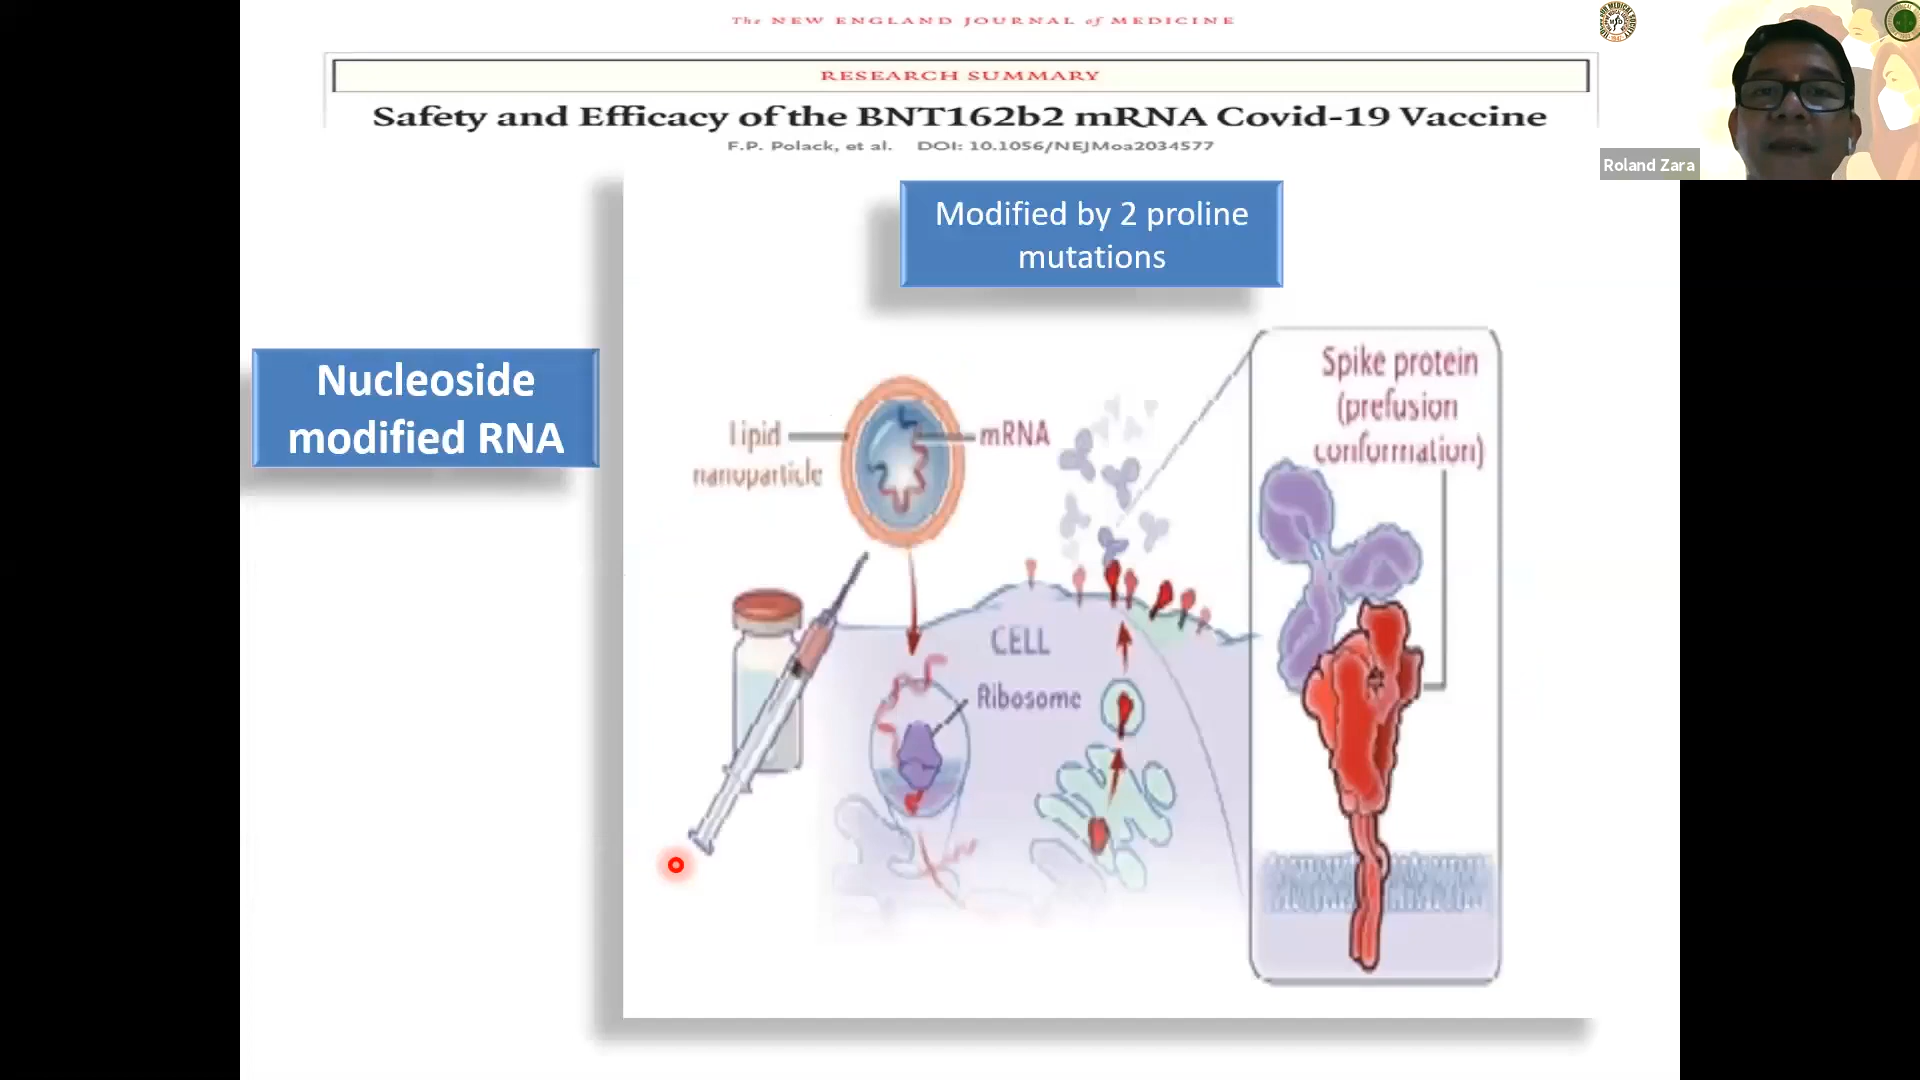 The NEW ENGLAND JOURNAL of MEDICINE
RESEARCH SUMMARY
Safety and Efficacy of the BNT162b2 mRNA Covid-19 Vaccine
F.P. Polack, et al. DOI: 10.1056/NEJMoa2034577
Roland Zara
Modified by 2 proline
mutations
Nucleoside
modified RNA
Lipid
nanoparticle
mRNA
CELL
Ribosome
Spike protein
(prefusion
conformation)